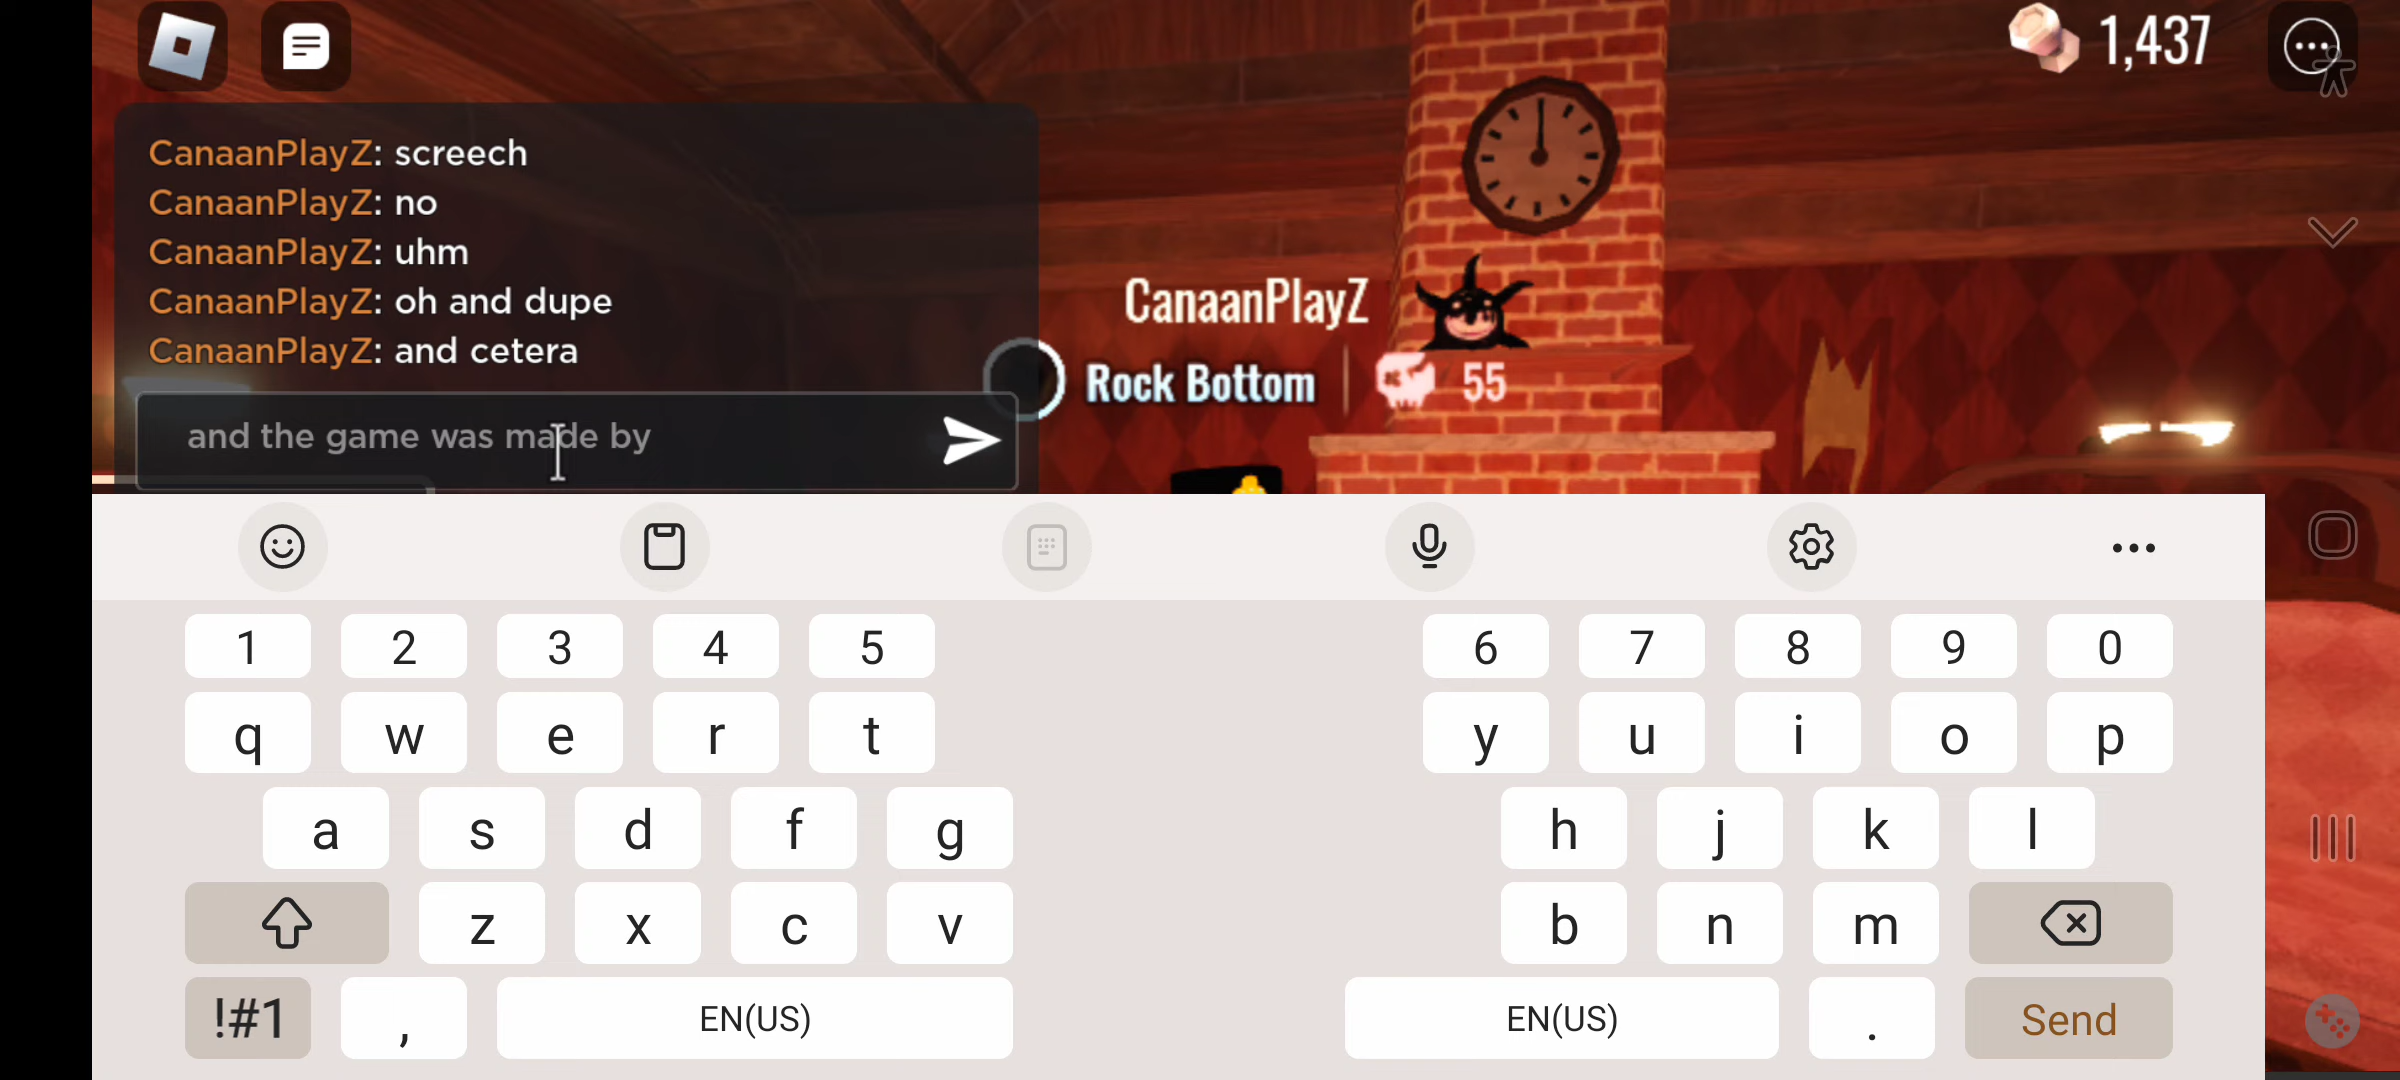 1,437
CanaanPlayZ: screech
CanaanPlayZ: no
CanaanPlayZ: uhm
CanaanPlayZ: oh and dupe
CanaanPlayZ: and cetera
and the game was made by
CanaanPlayZ
Rock Bottom 55
1 2 3 4 5 6 7 8 9 0
q w e r t y u i o p
a s d f g h j k l
z x c v b n m
!#1 , EN(US) EN(US) . Send